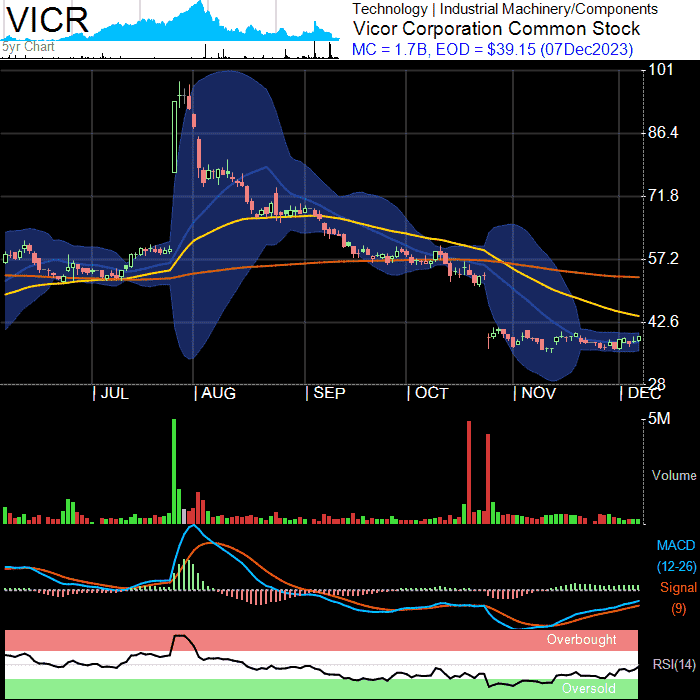 VICR
5yr Chart
Technology | Industrial Machinery/Components
Vicor Corporation Common Stock
MC = 1.7B, EOD = $39.15 (07Dec2023)
101
86.4
71.8
57.2
42.6
28
| JUL | AUG | SEP | OCT | NOV | DEC
5M
Volume
MACD
(12-26)
Signal
(9)
Overbought
RSI(14)
Oversold